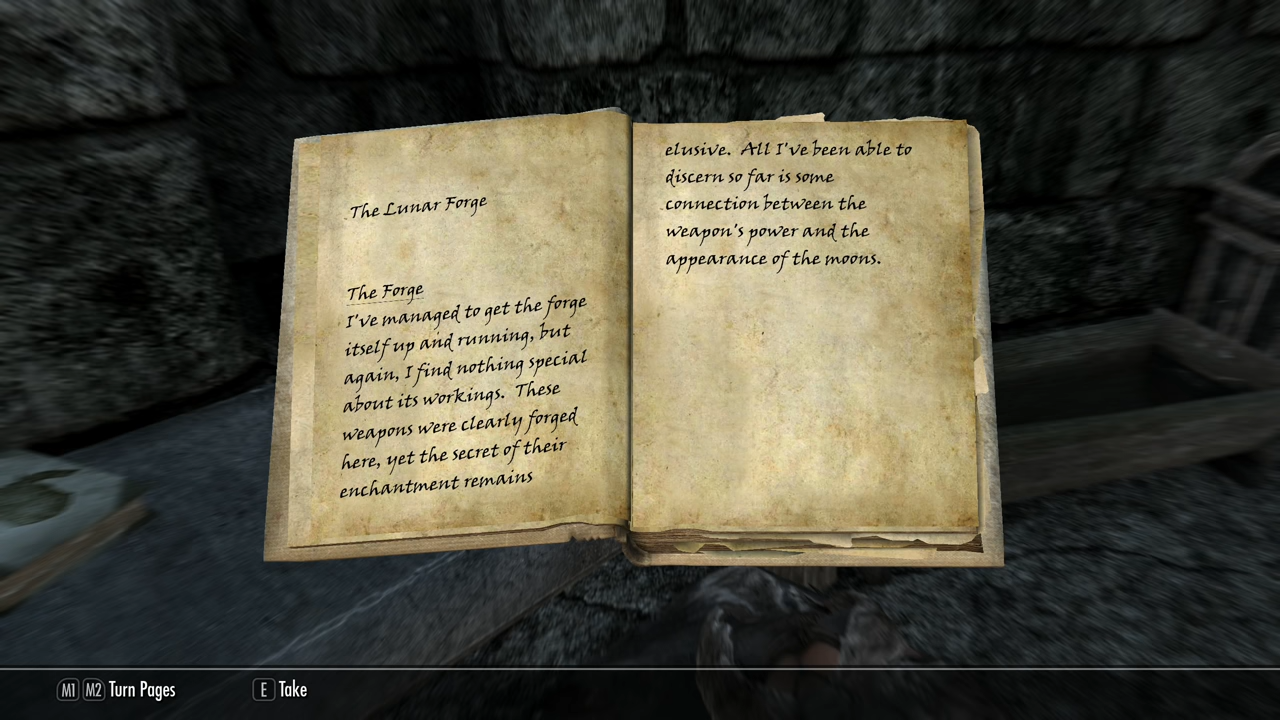 The Lunar Forge
The Forge
I've managed to get the forge
itself up and running, but
again, I find nothing special
about its workings. These
weapons were clearly forged
here, yet the secret of their
enchantment remains
elusive. All I've been able to
discern so far is some
connection between the
weapon's power and the
appearance of the moons.
M1 M2 Turn Pages
E Take